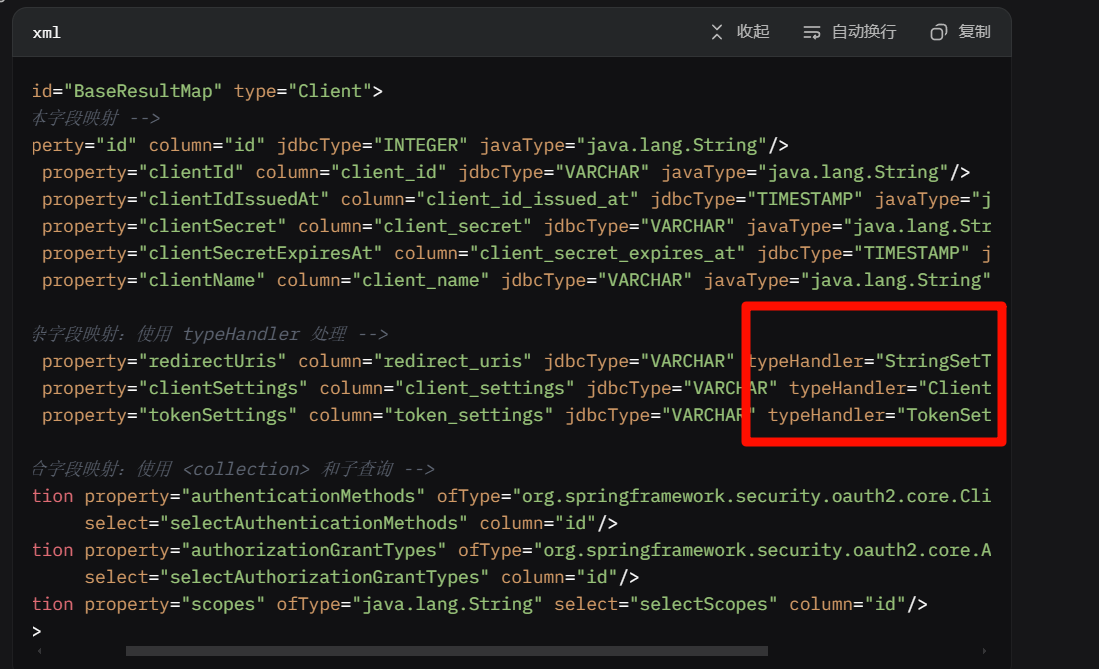 xml 收起 自动换行 复制
id="BaseResultMap" type="Client">
本字段映射 -->
perty="id" column="id" jdbcType="INTEGER" javaType="java.lang.String"/>
property="clientId" column="client_id" jdbcType="VARCHAR" javaType="java.lang.String"/>
property="clientIdIssuedAt" column="client_id_issued_at" jdbcType="TIMESTAMP" javaType="j
property="clientSecret" column="client_secret" jdbcType="VARCHAR" javaType="java.lang.Str
property="clientSecretExpiresAt" column="client_secret_expires_at" jdbcType="TIMESTAMP" j
property="clientName" column="client_name" jdbcType="VARCHAR" javaType="java.lang.String"
杂字段映射：使用 typeHandler 处理 -->
property="redirectUris" column="redirect_uris" jdbcType="VARCHAR" typeHandler="StringSetT
property="clientSettings" column="client_settings" jdbcType="VARCHAR" typeHandler="Client
property="tokenSettings" column="token_settings" jdbcType="VARCHAR" typeHandler="TokenSet
合字段映射：使用 <collection> 和子查询 -->
tion property="authenticationMethods" ofType="org.springframework.security.oauth2.core.Cli
select="selectAuthenticationMethods" column="id"/>
tion property="authorizationGrantTypes" ofType="org.springframework.security.oauth2.core.A
select="selectAuthorizationGrantTypes" column="id"/>
tion property="scopes" ofType="java.lang.String" select="selectScopes" column="id"/>
>